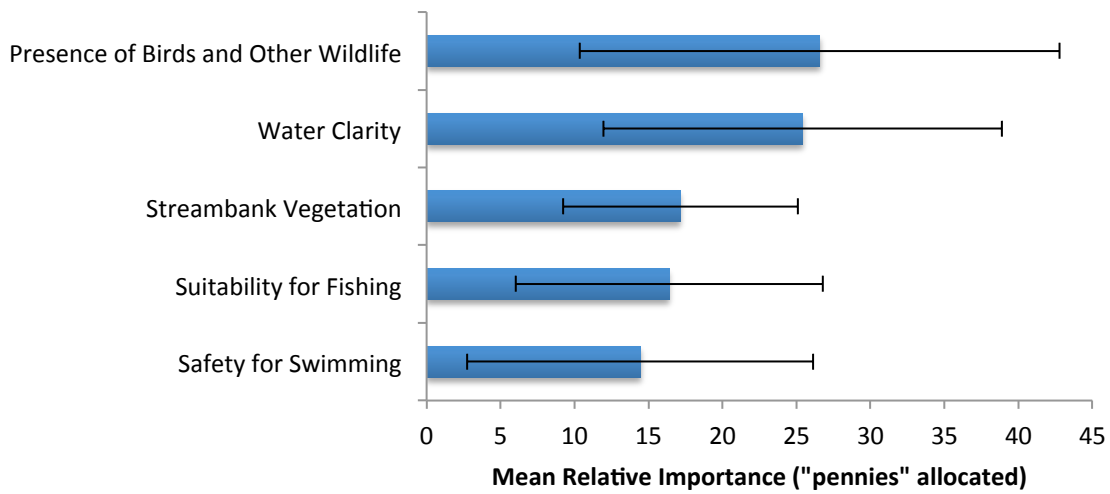 Presence of Birds and Other Wildlife
Water Clarity
Streambank Vegetation
Suitability for Fishing
Safety for Swimming
0 5 10 15 20 25 30 35 40 45
Mean Relative Importance ("pennies" allocated)